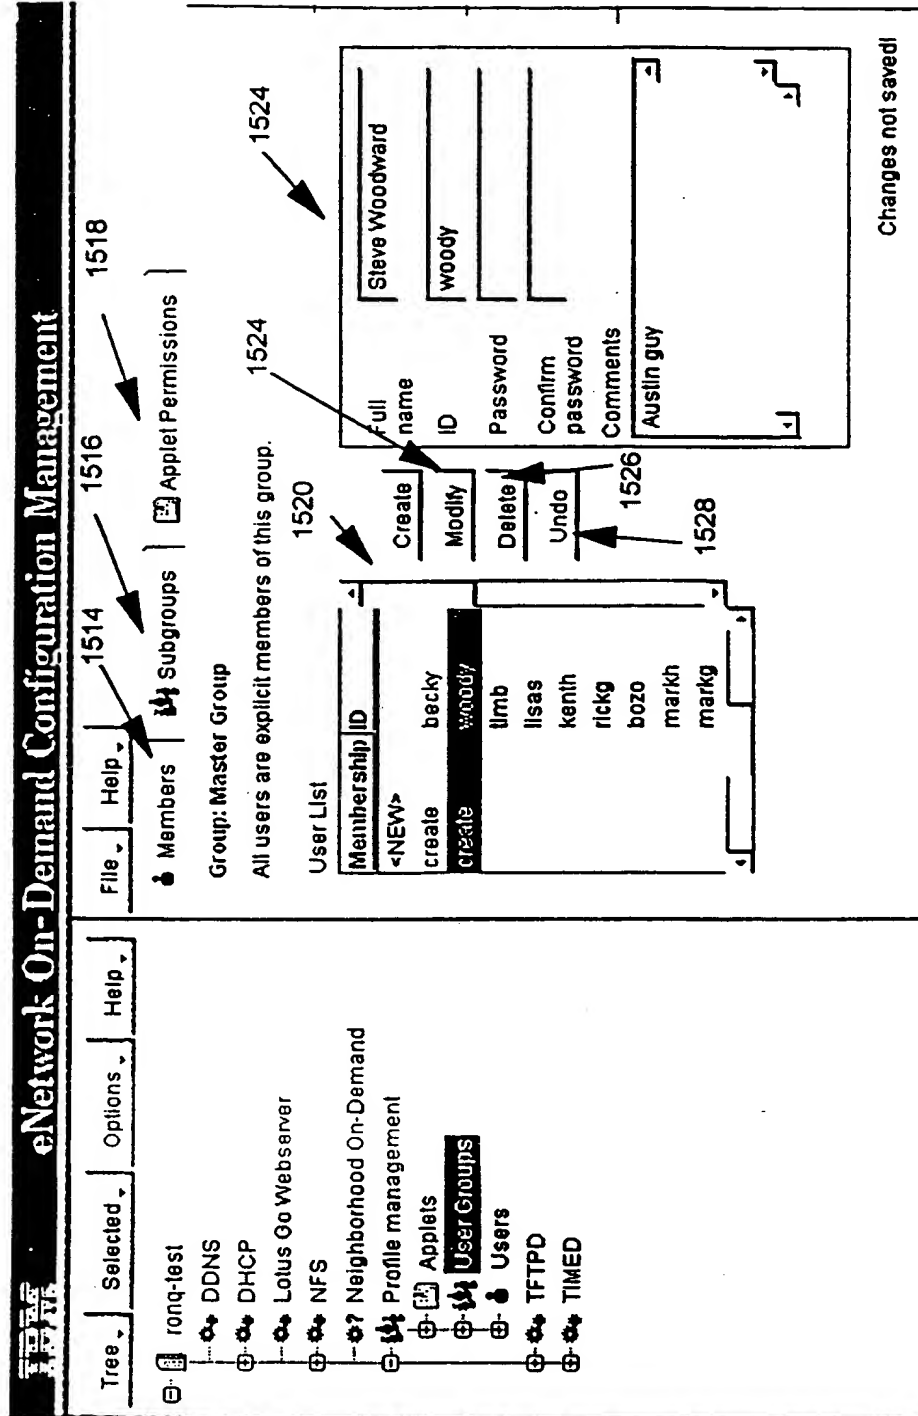 IBM eNetwork On-Demand Configuration Management
Tree Selected Options Help
ronq-test
DDNS
DHCP
Lotus Go Webserver
NFS
Neighborhood On-Demand
Profile management
Applets
User Groups
Users
TFTPD
TIMED
File Help
1514
1516
1518
Members Subgroups Applet Permissions
Group: Master Group
All users are explicit members of this group.
1520
1524
1524
User List
Membership ID
<NEW>
create becky
create woody
timb
lisas
kenth
rickg
bozo
markh
markg
Create
Modify
Delete
Undo
1526
1528
Full name Steve Woodward
ID woody
Password
Confirm password
Comments
Austin guy
Changes not saved!